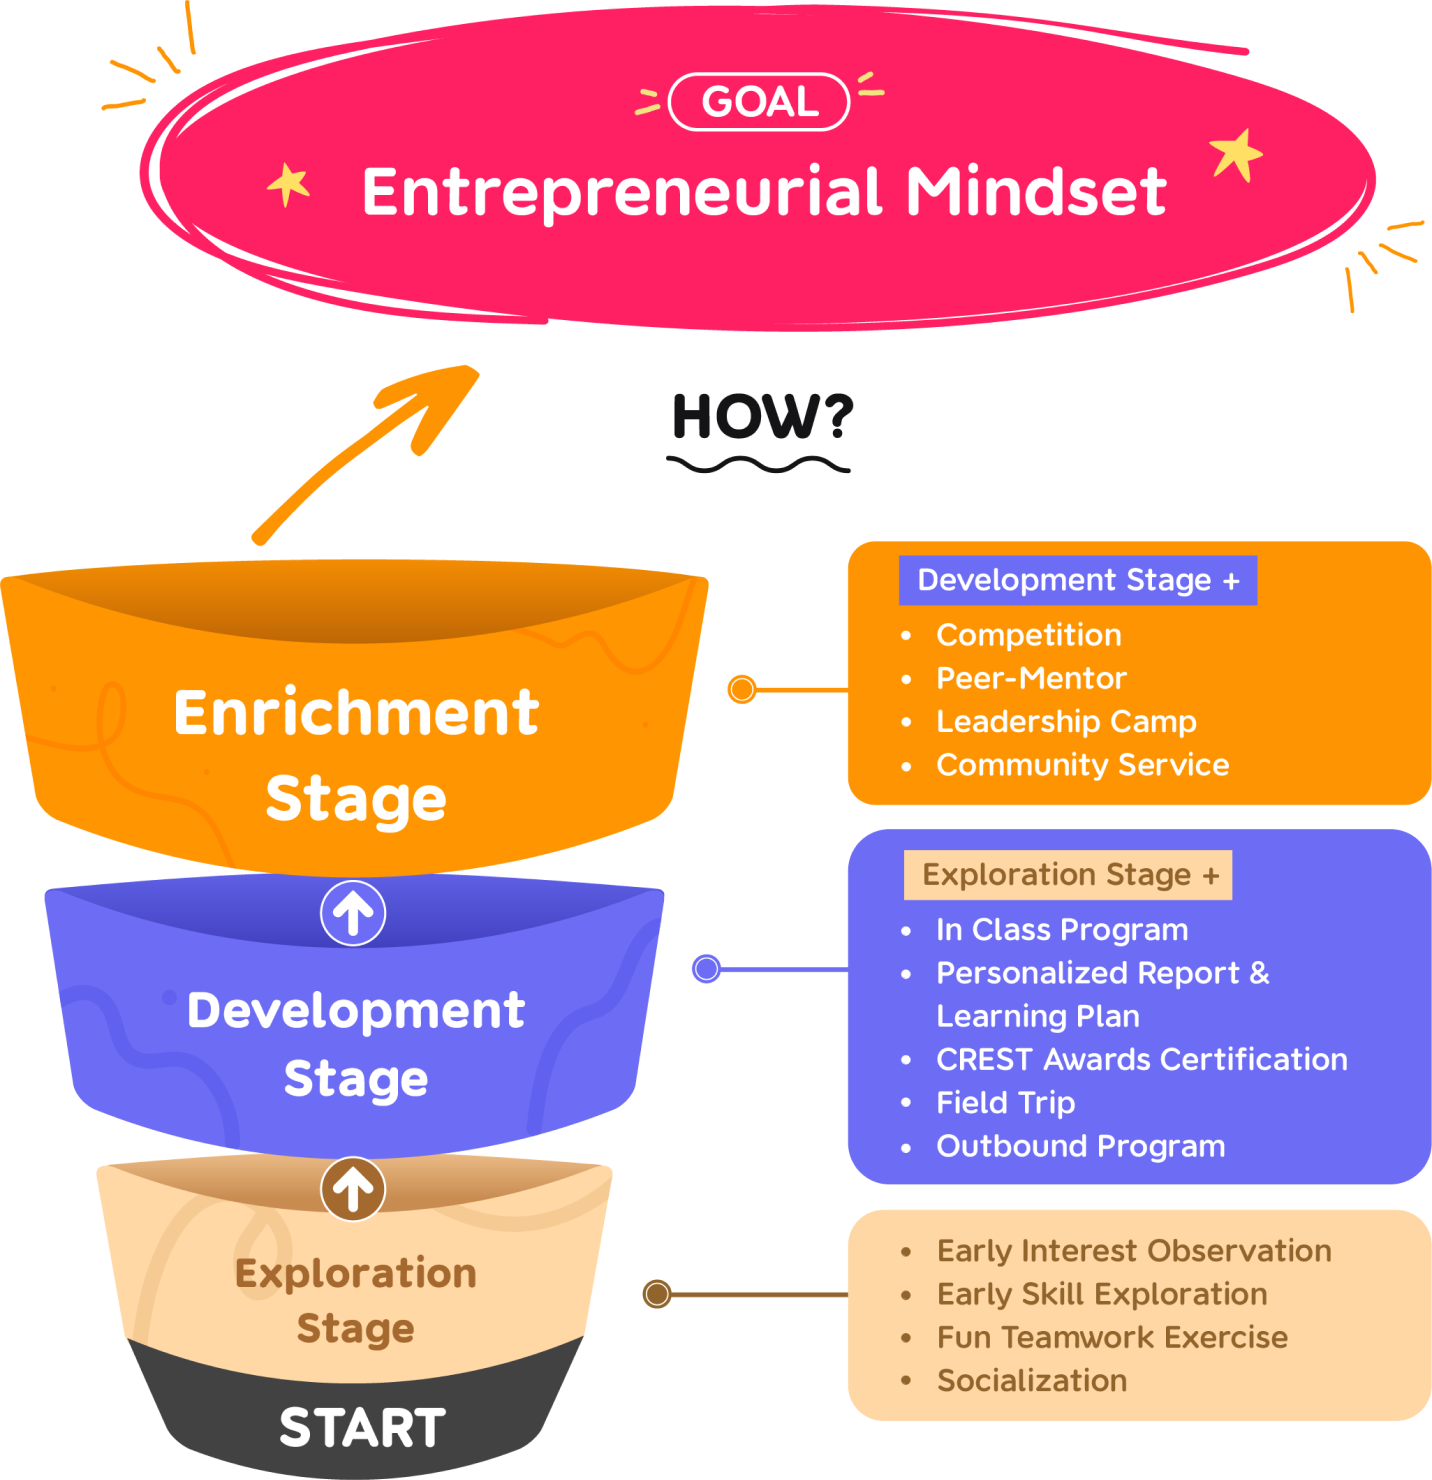 GOAL
Entrepreneurial Mindset
HOW?
Enrichment
Stage
Development Stage +
• Competition
• Peer-Mentor
• Leadership Camp
• Community Service
Development
Stage
Exploration Stage +
• In Class Program
• Personalized Report &
Learning Plan
• CREST Awards Certification
• Field Trip
• Outbound Program
Exploration
Stage
• Early Interest Observation
• Early Skill Exploration
• Fun Teamwork Exercise
• Socialization
START